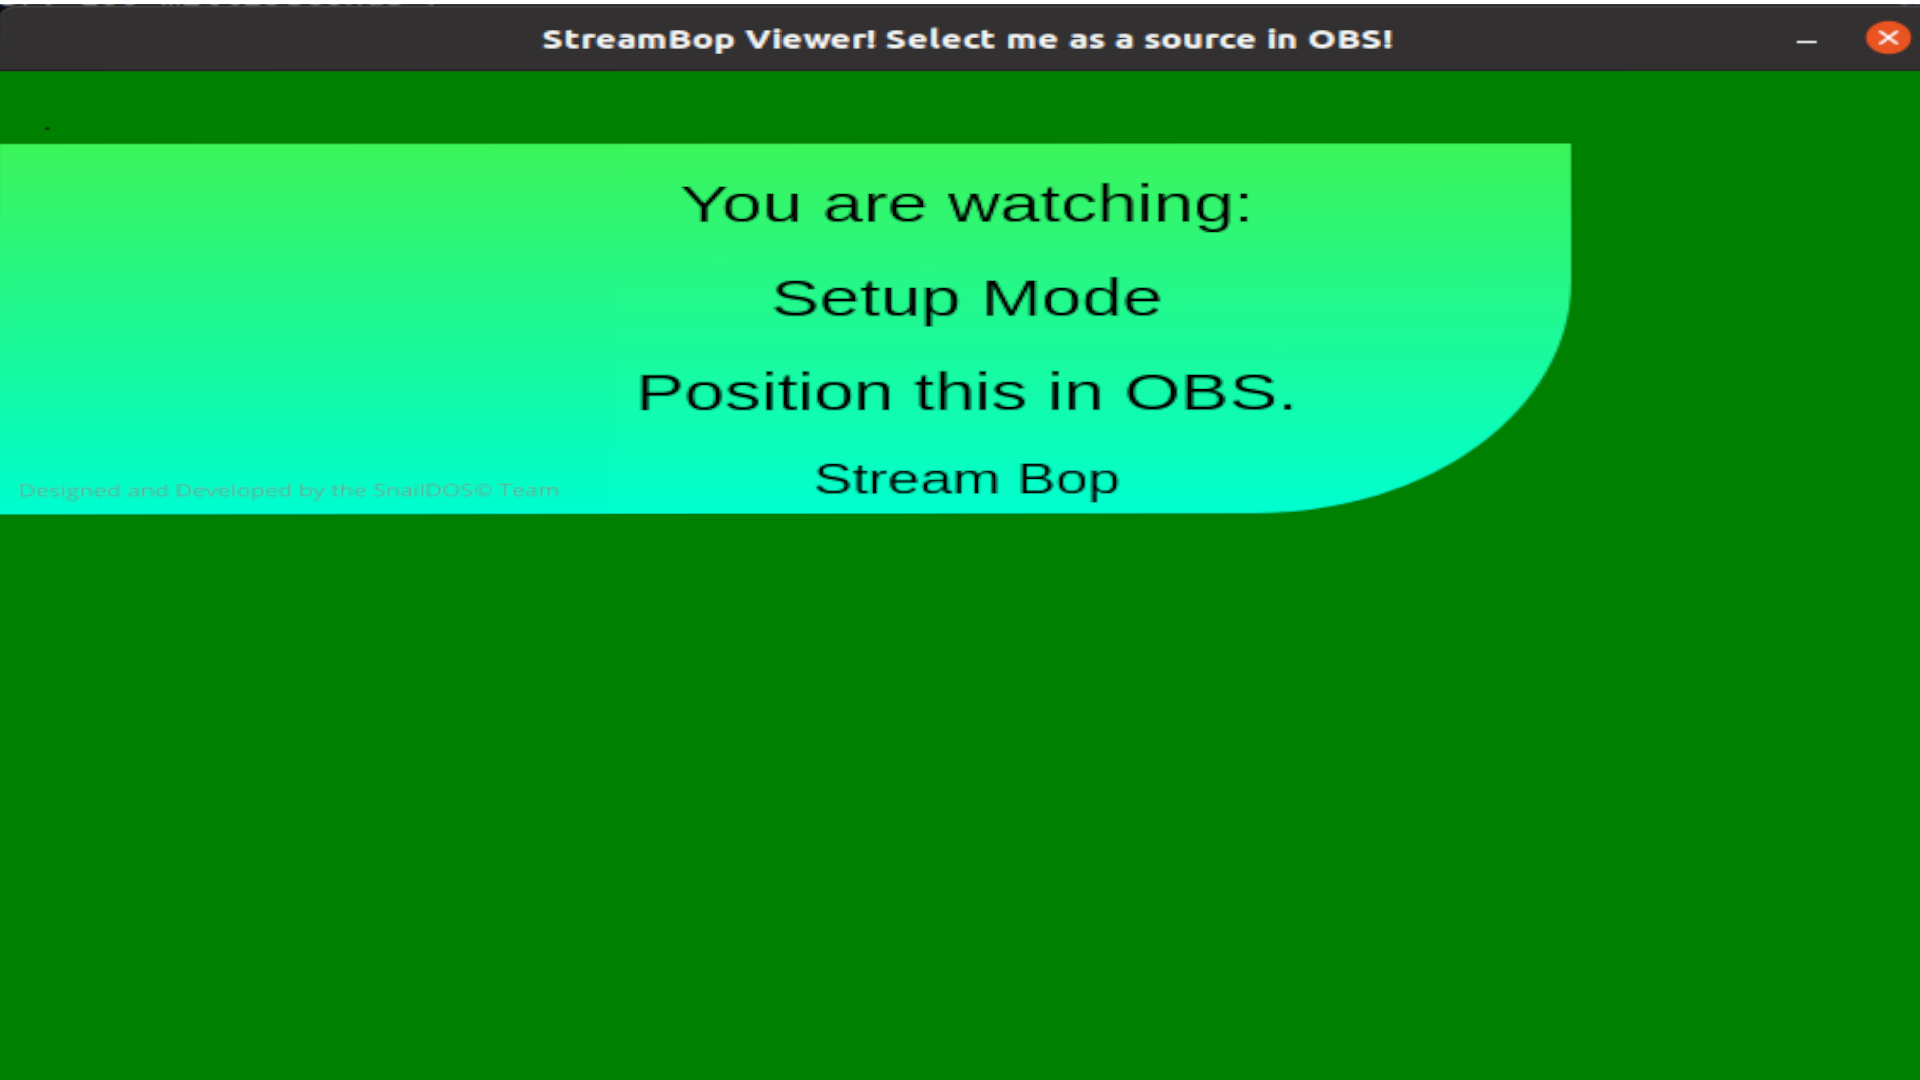 StreamBop Viewer! Select me as a source in OBS!
You are watching:
Setup Mode
Position this in OBS.
Stream Bop
Designed and Developed by the SnailDOS© Team